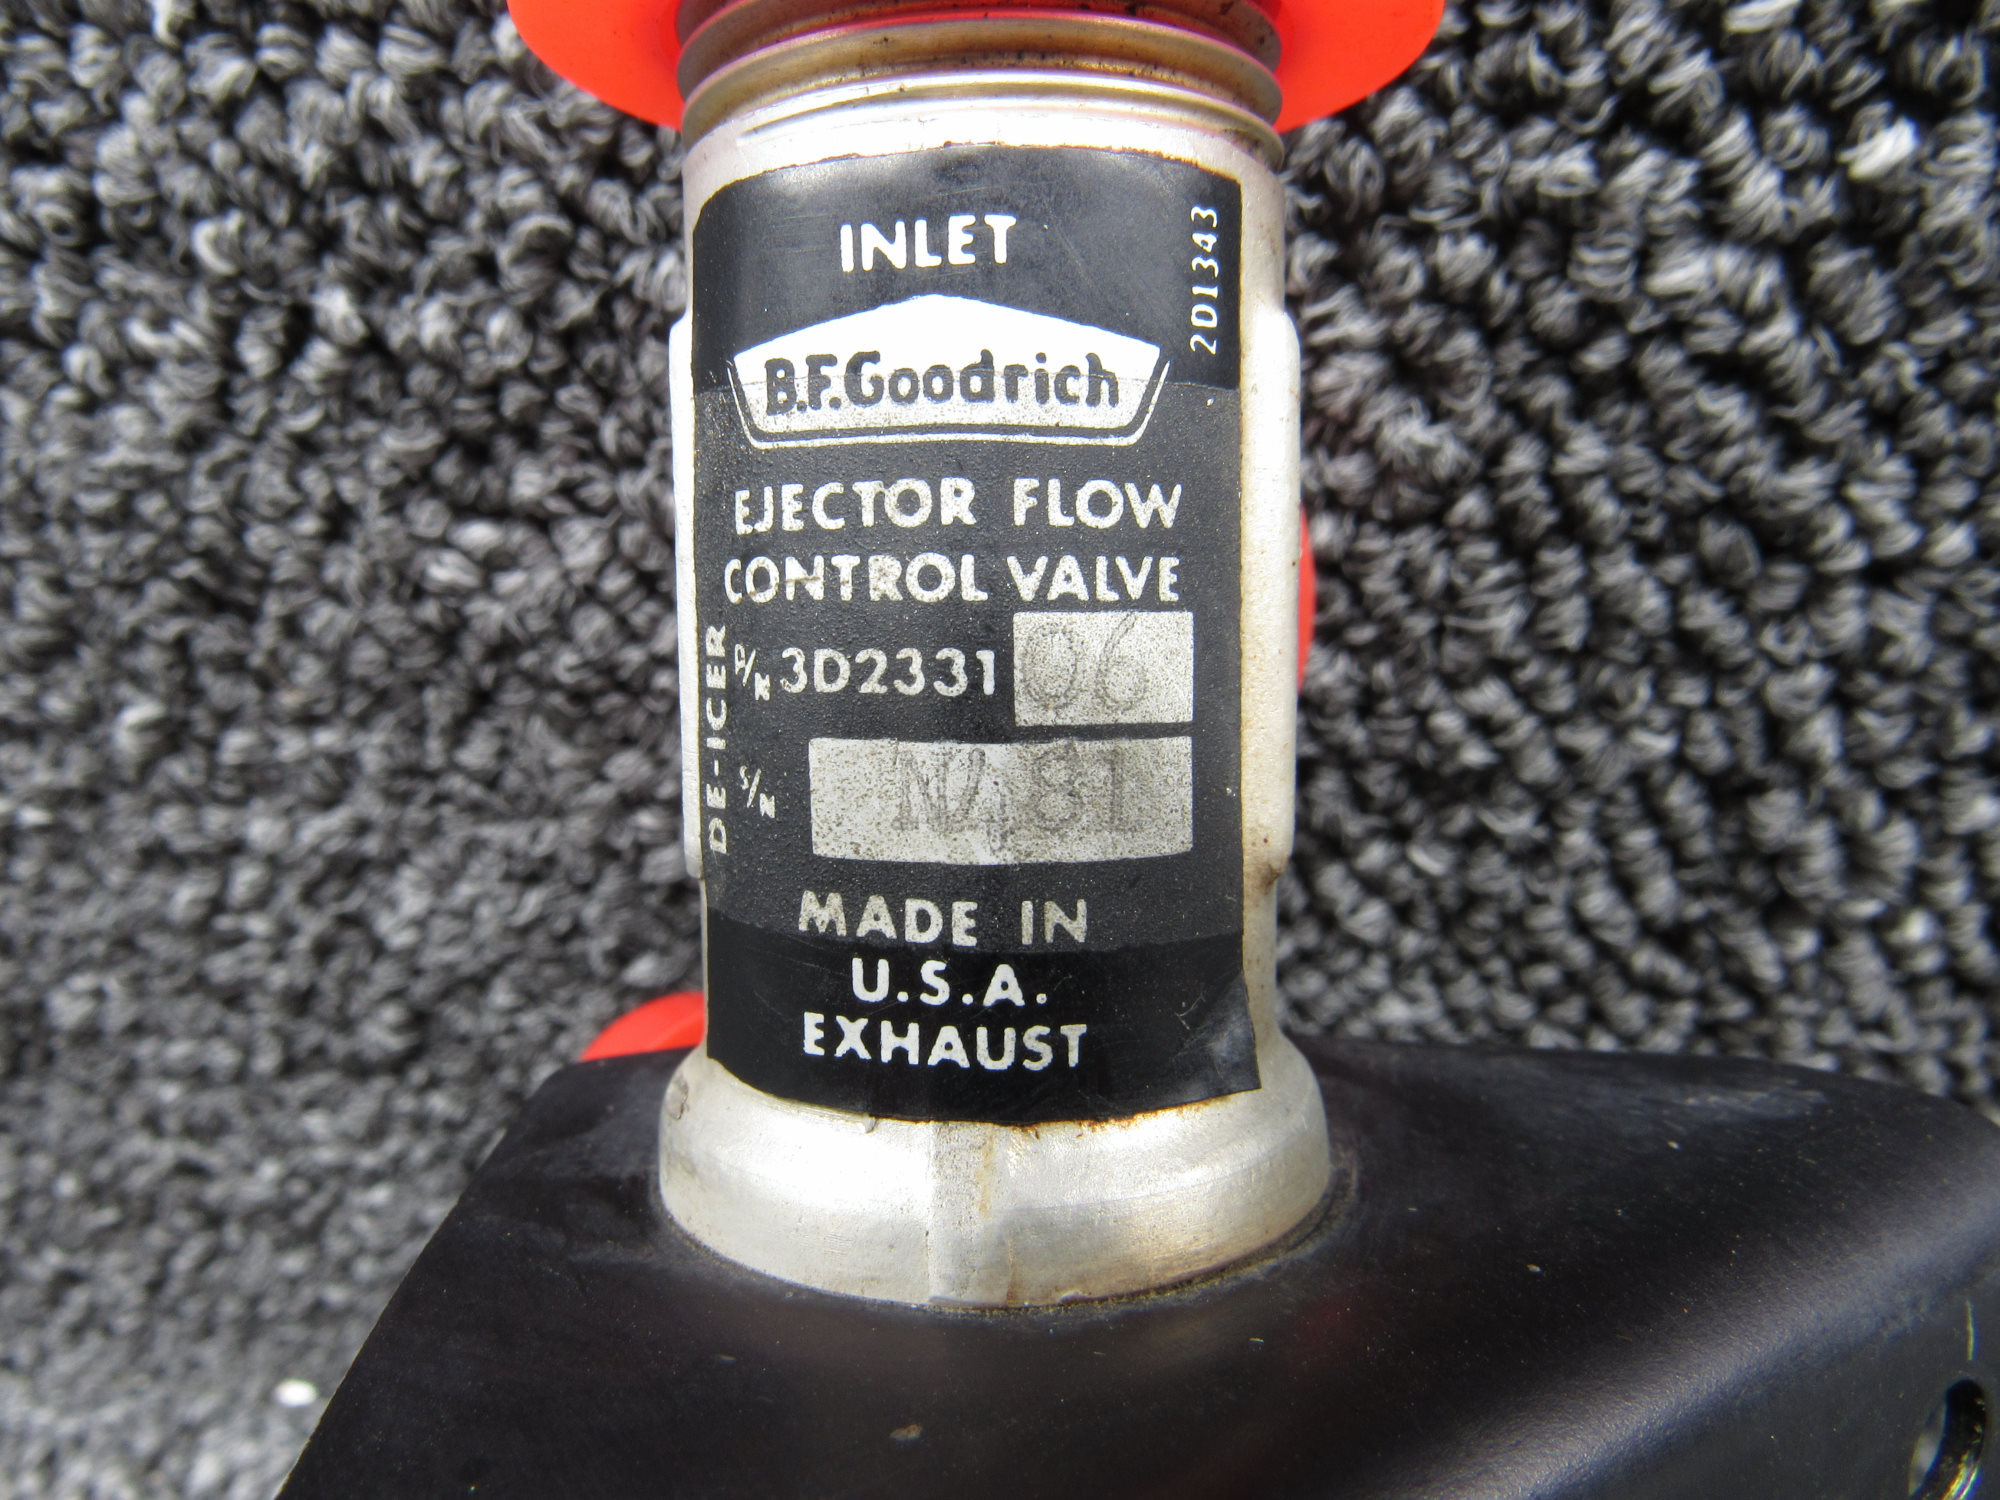 INLET
2D1343
B.F.Goodrich
EJECTOR FLOW
CONTROL VALVE
DE-ICER
P/N 3D2331 06
S/N N481
MADE IN
U.S.A.
EXHAUST